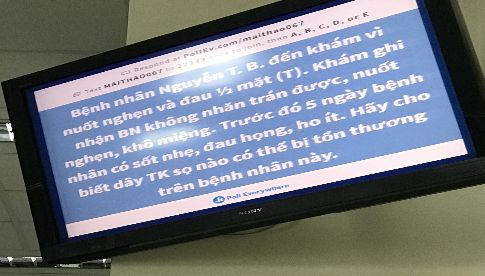 Respond at PollEv.com/maithao067
Text MAITHAO067 to 22333 once to join, then A, B, C, D, or E
Bệnh nhân Nguyễn T. B. đến khám vì
nuốt nghẹn và đau ½ mặt (T). Khám ghi
nhận BN không nhăn trán được, nuốt
nghẹn, khô miệng. Trước đó 5 ngày bệnh
nhân có sốt nhẹ, đau họng, ho ít. Hãy cho
biết dây TK sọ nào có thể bị tổn thương
trên bệnh nhân này.
Poll Everywhere
SONY